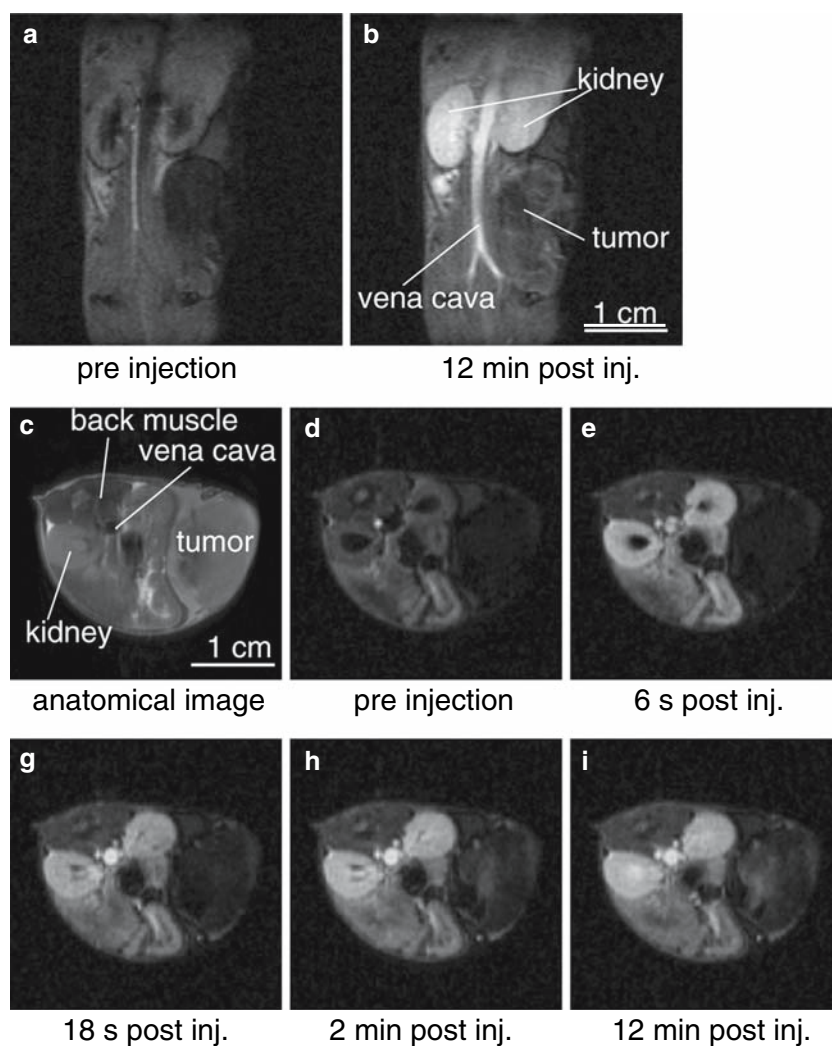 a
b
kidney
tumor
vena cava
1 cm
pre injection
12 min post inj.
c
back muscle
vena cava
tumor
kidney
1 cm
anatomical image
d
pre injection
e
6 s post inj.
g
18 s post inj.
h
2 min post inj.
i
12 min post inj.